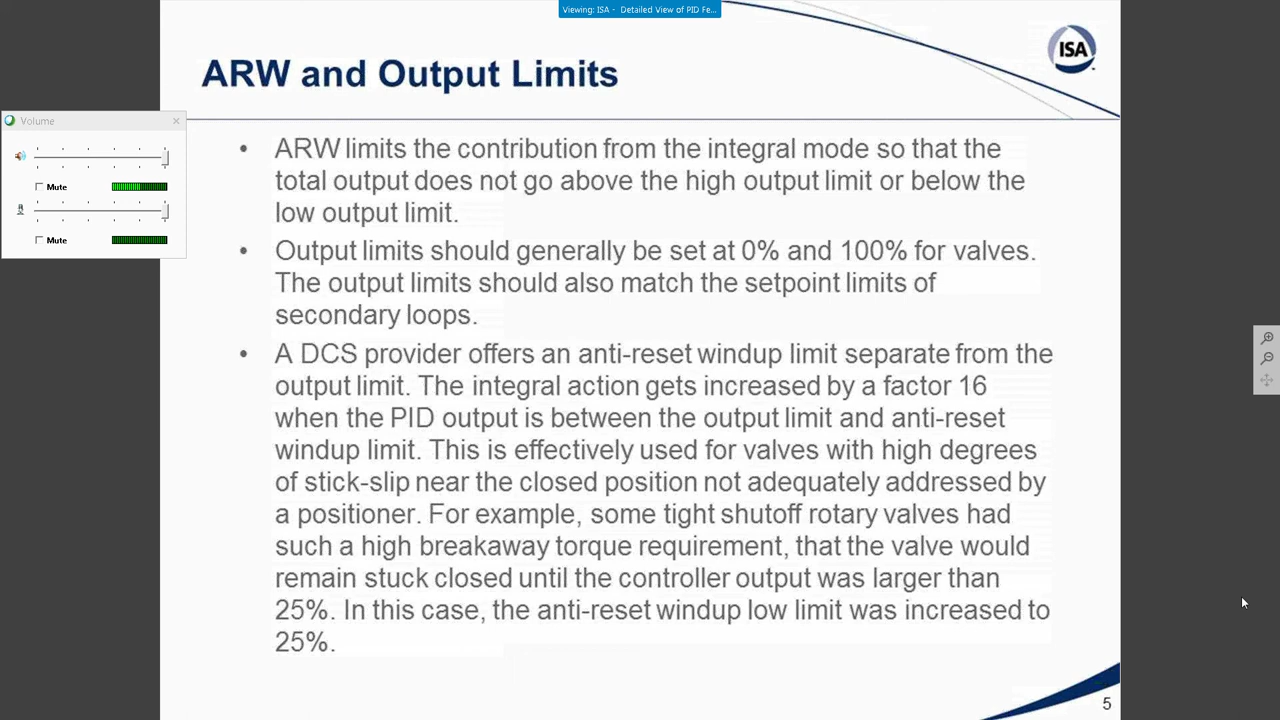 Viewing: ISA - Detailed View of PID Fe...
ISA
ARW and Output Limits
Volume
Mute
Mute
• ARW limits the contribution from the integral mode so that the
total output does not go above the high output limit or below the
low output limit.
• Output limits should generally be set at 0% and 100% for valves.
The output limits should also match the setpoint limits of
secondary loops.
• A DCS provider offers an anti-reset windup limit separate from the
output limit. The integral action gets increased by a factor 16
when the PID output is between the output limit and anti-reset
windup limit. This is effectively used for valves with high degrees
of stick-slip near the closed position not adequately addressed by
a positioner. For example, some tight shutoff rotary valves had
such a high breakaway torque requirement, that the valve would
remain stuck closed until the controller output was larger than
25%. In this case, the anti-reset windup low limit was increased to
25%.
5